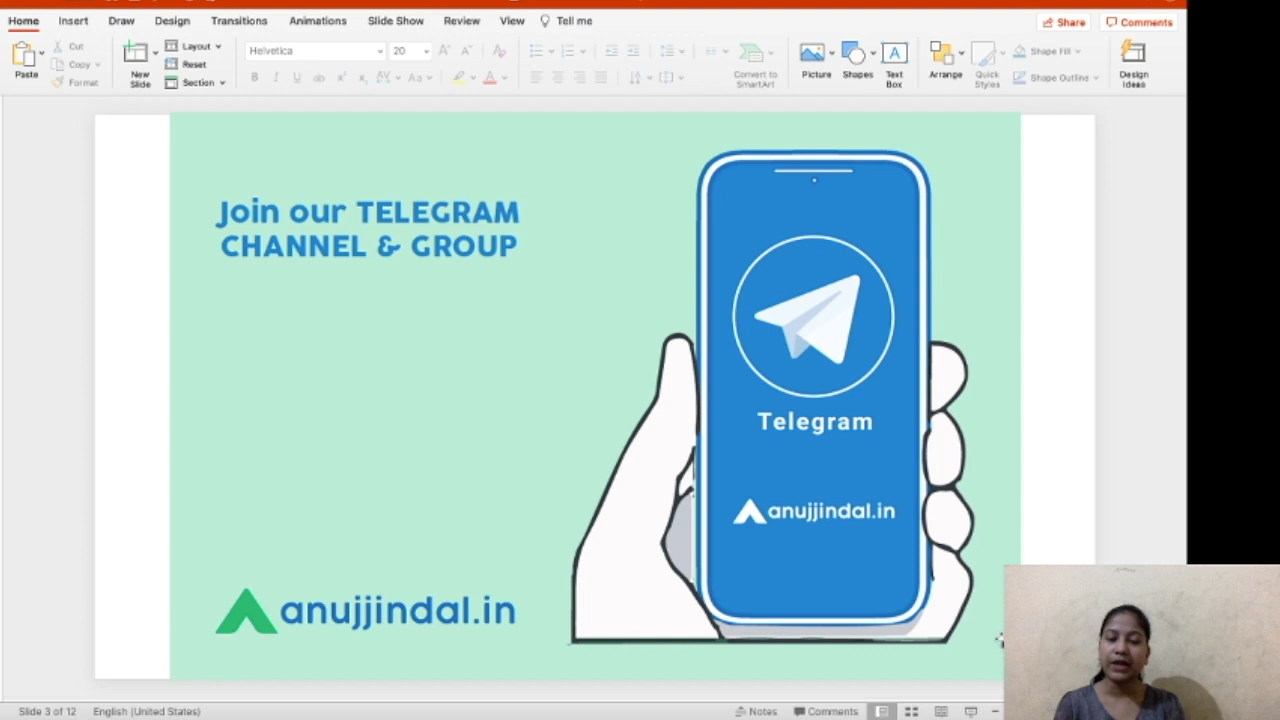 Home Insert Draw Design Transitions Animations Slide Show Review View Tell me Share Comments
Paste Cut Copy Format New Slide Layout Reset Section Helvetica 20 Convert to SmartArt Picture Shapes Text Box Arrange Quick Styles Shape Fill Shape Outline Design Ideas
Join our TELEGRAM
CHANNEL & GROUP
Telegram
anujjindal.in
anujjindal.in
Slide 3 of 12 English (United States) Notes Comments